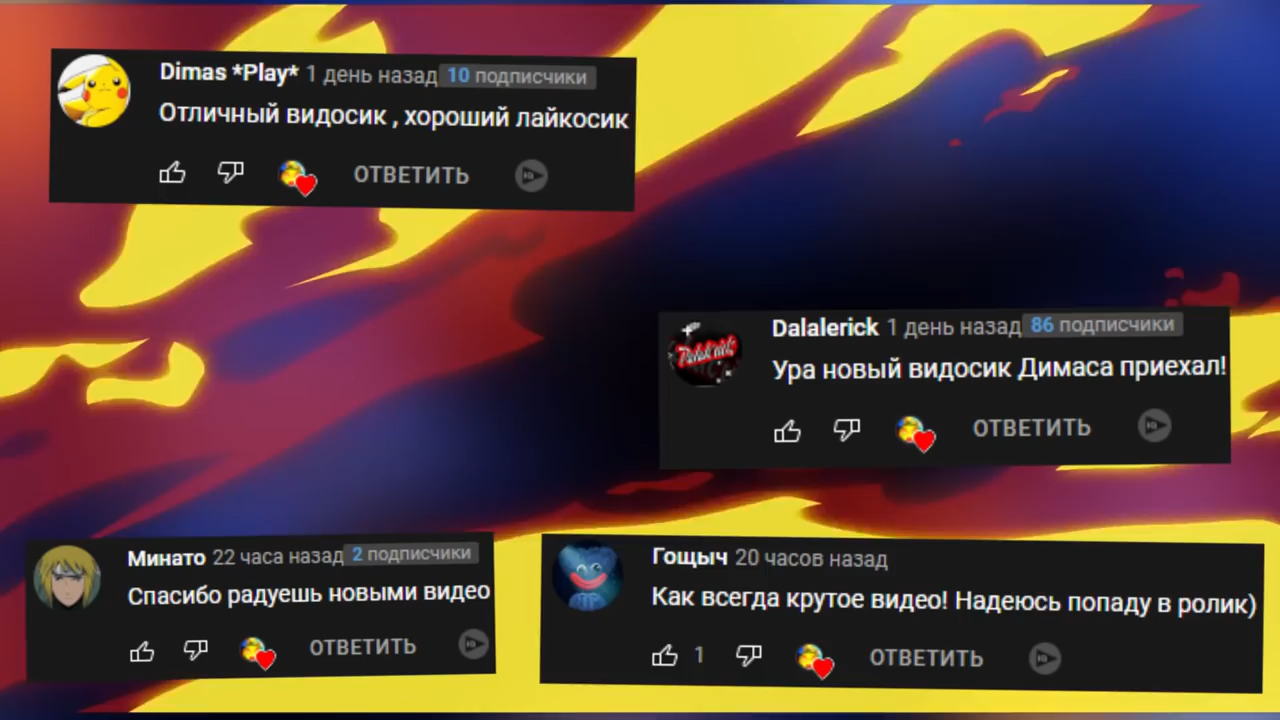 Dimas *Play* 1 день назад 10 подписчики
Отличный видосик , хороший лайкосик
ОТВЕТИТЬ
Dalalerick 1 день назад 86 подписчики
Ура новый видосик Димаса приехал!
ОТВЕТИТЬ
Минато 22 часа назад 2 подписчики
Спасибо радуешь новыми видео
ОТВЕТИТЬ
Гощыч 20 часов назад
Как всегда крутое видео! Надеюсь попаду в ролик)
1 ОТВЕТИТЬ